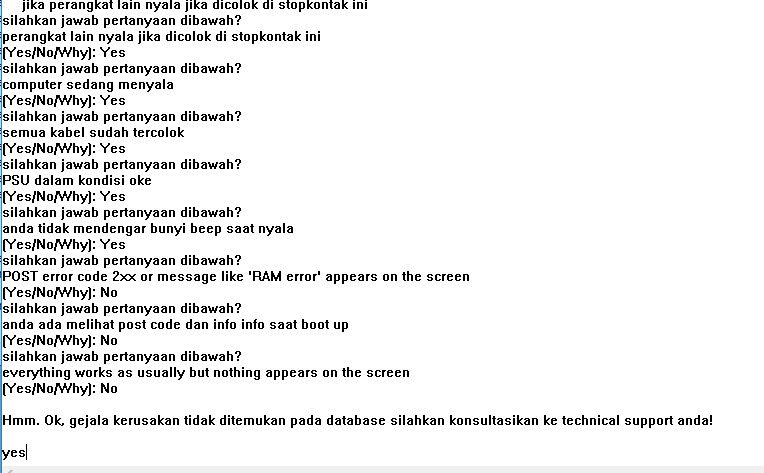 jika perangkat lain nyala jika dicolok di stopkontak ini
silahkan jawab pertanyaan dibawah?
perangkat lain nyala jika dicolok di stopkontak ini
(Yes/No/Why): Yes
silahkan jawab pertanyaan dibawah?
computer sedang menyala
(Yes/No/Why): Yes
silahkan jawab pertanyaan dibawah?
semua kabel sudah tercolok
(Yes/No/Why): Yes
silahkan jawab pertanyaan dibawah?
PSU dalam kondisi oke
(Yes/No/Why): Yes
silahkan jawab pertanyaan dibawah?
anda tidak mendengar bunyi beep saat nyala
(Yes/No/Why): Yes
silahkan jawab pertanyaan dibawah?
POST error code 2xx or message like 'RAM error' appears on the screen
(Yes/No/Why): No
silahkan jawab pertanyaan dibawah?
anda ada melihat post code dan info info saat boot up
(Yes/No/Why): No
silahkan jawab pertanyaan dibawah?
everything works as usually but nothing appears on the screen
(Yes/No/Why): No
Hmm. Ok, gejala kerusakan tidak ditemukan pada database silahkan konsultasikan ke technical support anda!
yes